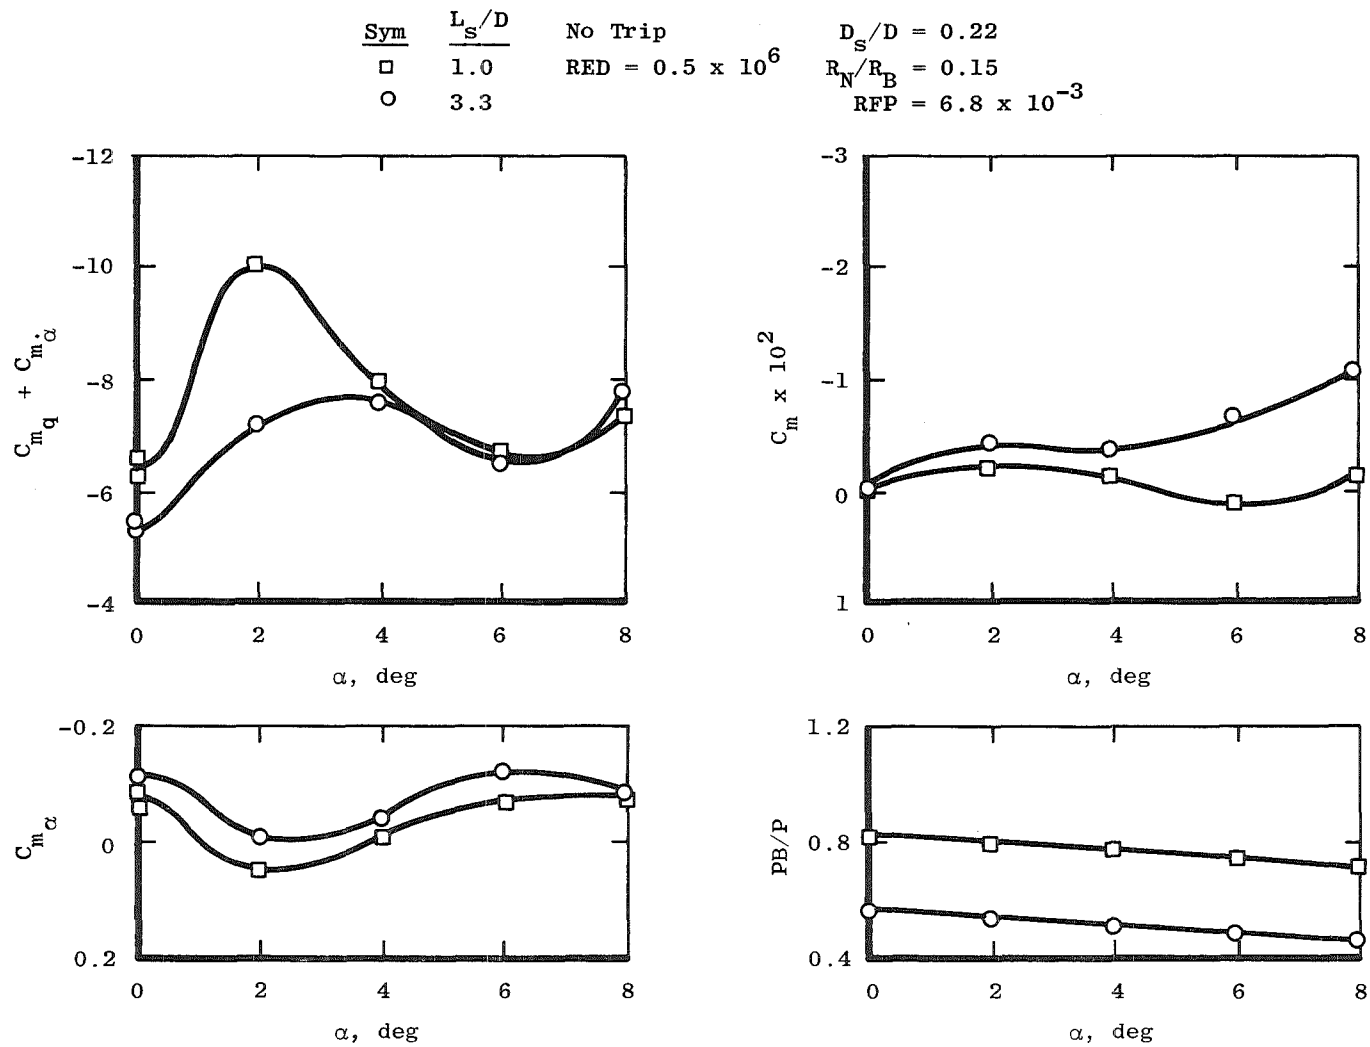 Sym L_s/D No Trip D_s/D = 0.22
□ 1.0 RED = 0.5 x 10^6 R_N/R_B = 0.15
○ 3.3 RFP = 6.8 x 10^-3
-12
-10
-8
-6
-4
C_m_q + C_m_α̇
0 2 4 6 8
α, deg
-3
-2
-1
0
1
C_m x 10^2
0 2 4 6 8
α, deg
-0.2
0
0.2
C_m_α
0 2 4 6 8
α, deg
1.2
0.8
0.4
PB/P
0 2 4 6 8
α, deg